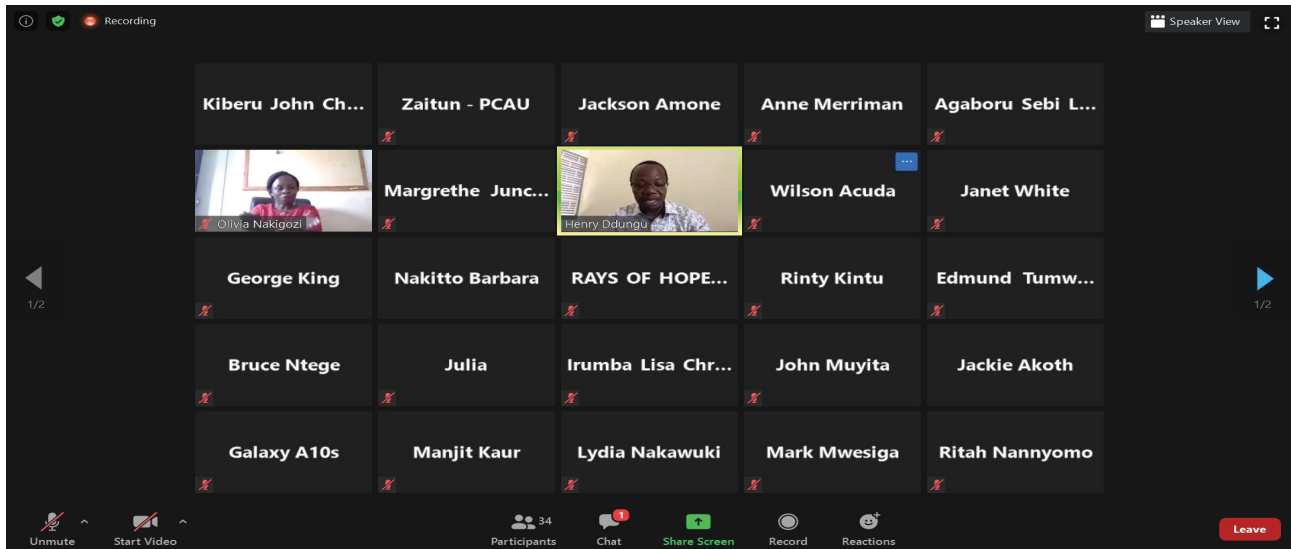 Recording
Speaker View
Kiberu John Ch...
Zaitun - PCAU
Jackson Amone
Anne Merriman
Agaboru Sebi L...
Olivia Nakigozi
Margrethe Junc...
Henry Ddungu
...
Wilson Acuda
Janet White
George King
Nakitto Barbara
RAYS OF HOPE...
Rinty Kintu
Edmund Tumw...
1/2
1/2
Bruce Ntege
Julia
Irumba Lisa Chr...
John Muyita
Jackie Akoth
Galaxy A10s
Manjit Kaur
Lydia Nakawuki
Mark Mwesiga
Ritah Nannyomo
Unmute
Start Video
34
Participants
1
Chat
Share Screen
Record
Reactions
Leave